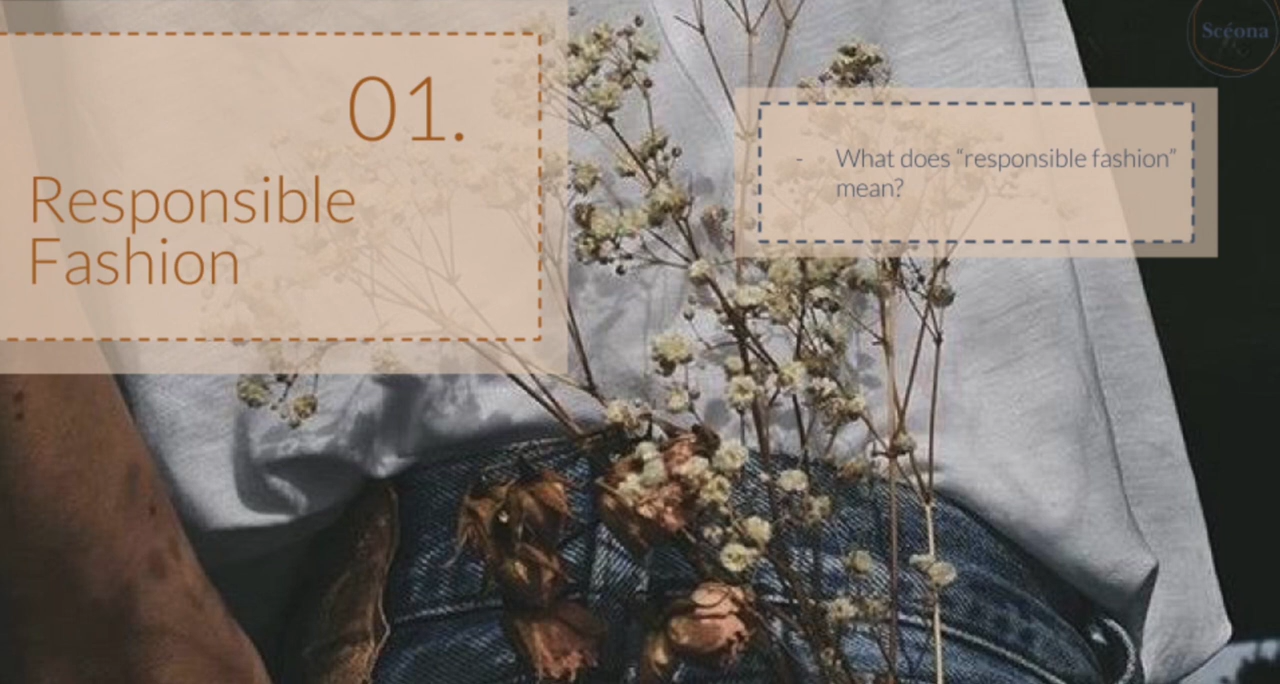 01.
Responsible
Fashion
- What does “responsible fashion”
mean?
Scéona